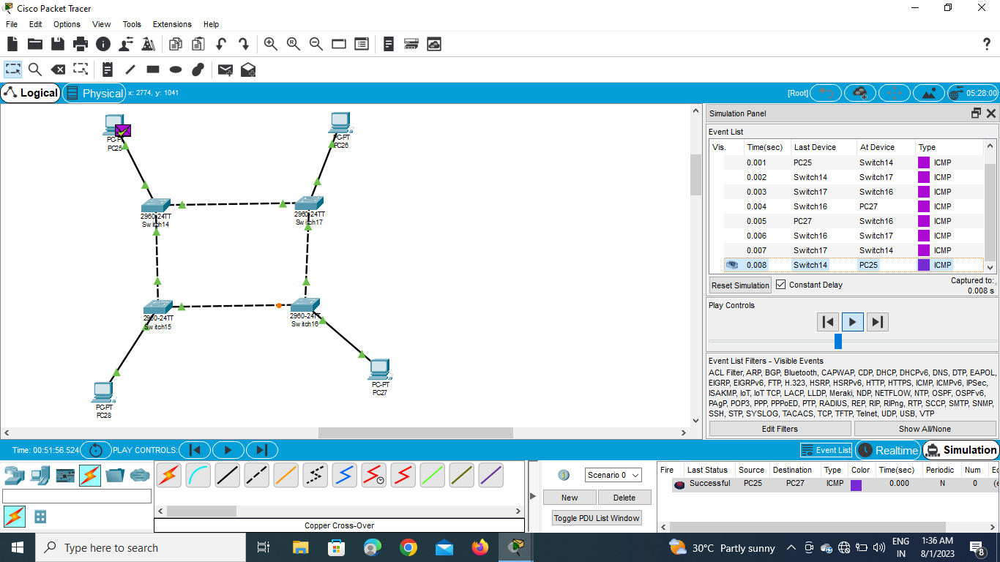 Cisco Packet Tracer
File Edit Options View Tools Extensions Help
?
Logical Physical x: 2774, y: 1041 [Root] 05:28:00
PC-PT
PC25
PC-PT
PC26
2960-24TT
Switch14
2960-24TT
Switch17
2960-24TT
Switch15
2960-24TT
Switch16
PC-PT
PC27
PC-PT
PC28
Simulation Panel
Event List
Vis. Time(sec) Last Device At Device Type
0.001 PC25 Switch14 ICMP
0.002 Switch14 Switch17 ICMP
0.003 Switch17 Switch16 ICMP
0.004 Switch16 PC27 ICMP
0.005 PC27 Switch16 ICMP
0.006 Switch16 Switch17 ICMP
0.007 Switch17 Switch14 ICMP
0.008 Switch14 PC25 ICMP
Reset Simulation Constant Delay Captured to:
0.008 s
Play Controls
Event List Filters - Visible Events
ACL Filter, ARP, BGP, Bluetooth, CAPWAP, CDP, DHCP, DHCPv6, DNS, DTP, EAPOL,
EIGRP, EIGRPv6, FTP, H.323, HSRP, HSRPv6, HTTP, HTTPS, ICMP, ICMPv6, IPSec,
ISAKMP, IoT, IoT TCP, LACP, LLDP, Meraki, NDP, NETFLOW, NTP, OSPF, OSPFv6,
PAgP, POP3, PPP, PPPoED, PTP, RADIUS, REP, RIP, RIPng, RTP, SCCP, SMTP, SNMP,
SSH, STP, SYSLOG, TACACS, TCP, TFTP, Telnet, UDP, USB, VTP
Edit Filters Show All/None
Time: 00:51:56.524 PLAY CONTROLS: Event List Realtime Simulation
Scenario 0
New Delete
Toggle PDU List Window
Fire Last Status Source Destination Type Color Time(sec) Periodic Num Ed
Successful PC25 PC27 ICMP 0.000 N 0 (e
Copper Cross-Over
Type here to search
30°C Partly sunny
ENG
IN
1:36 AM
8/1/2023
8